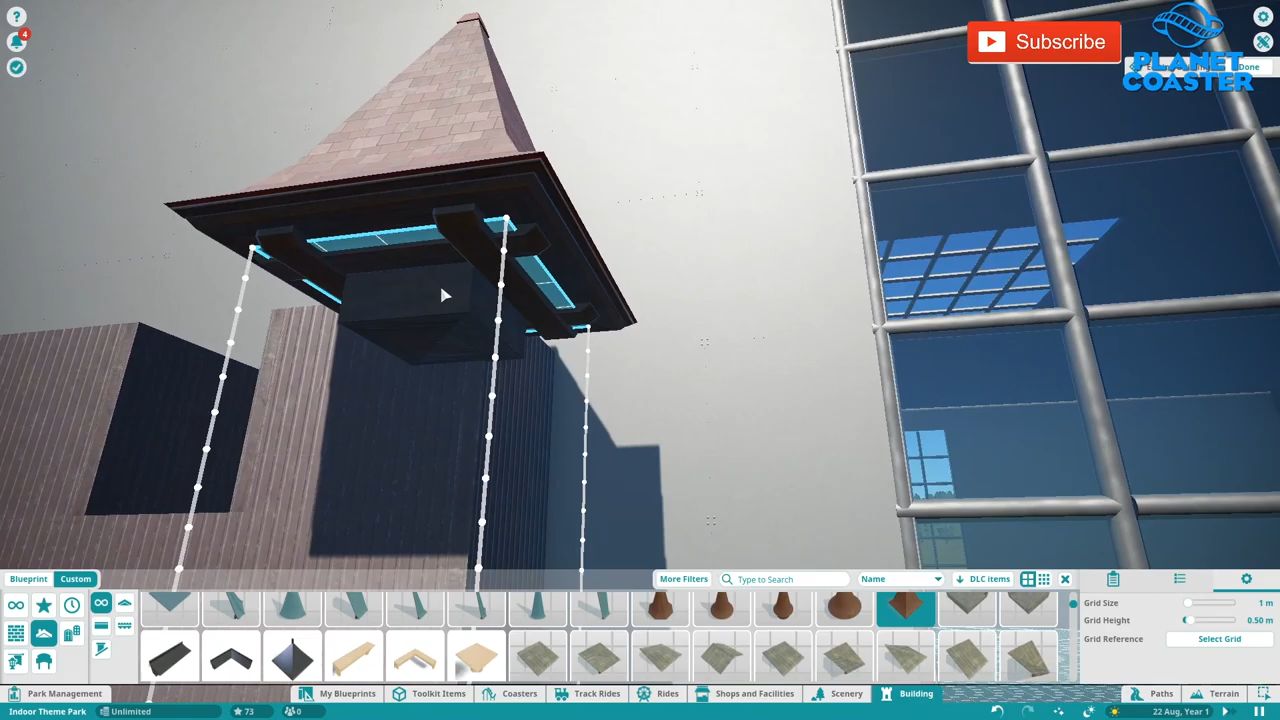 ?
4
Subscribe
PLANET
COASTER
Done
Blueprint
Custom
More Filters
Type to Search
Name
DLC items
Grid Size
1 m
Grid Height
0.50 m
Grid Reference
Select Grid
Park Management
My Blueprints
Toolkit Items
Coasters
Track Rides
Rides
Shops and Facilities
Scenery
Building
Paths
Terrain
Indoor Theme Park
Unlimited
73
0
22 Aug, Year 1